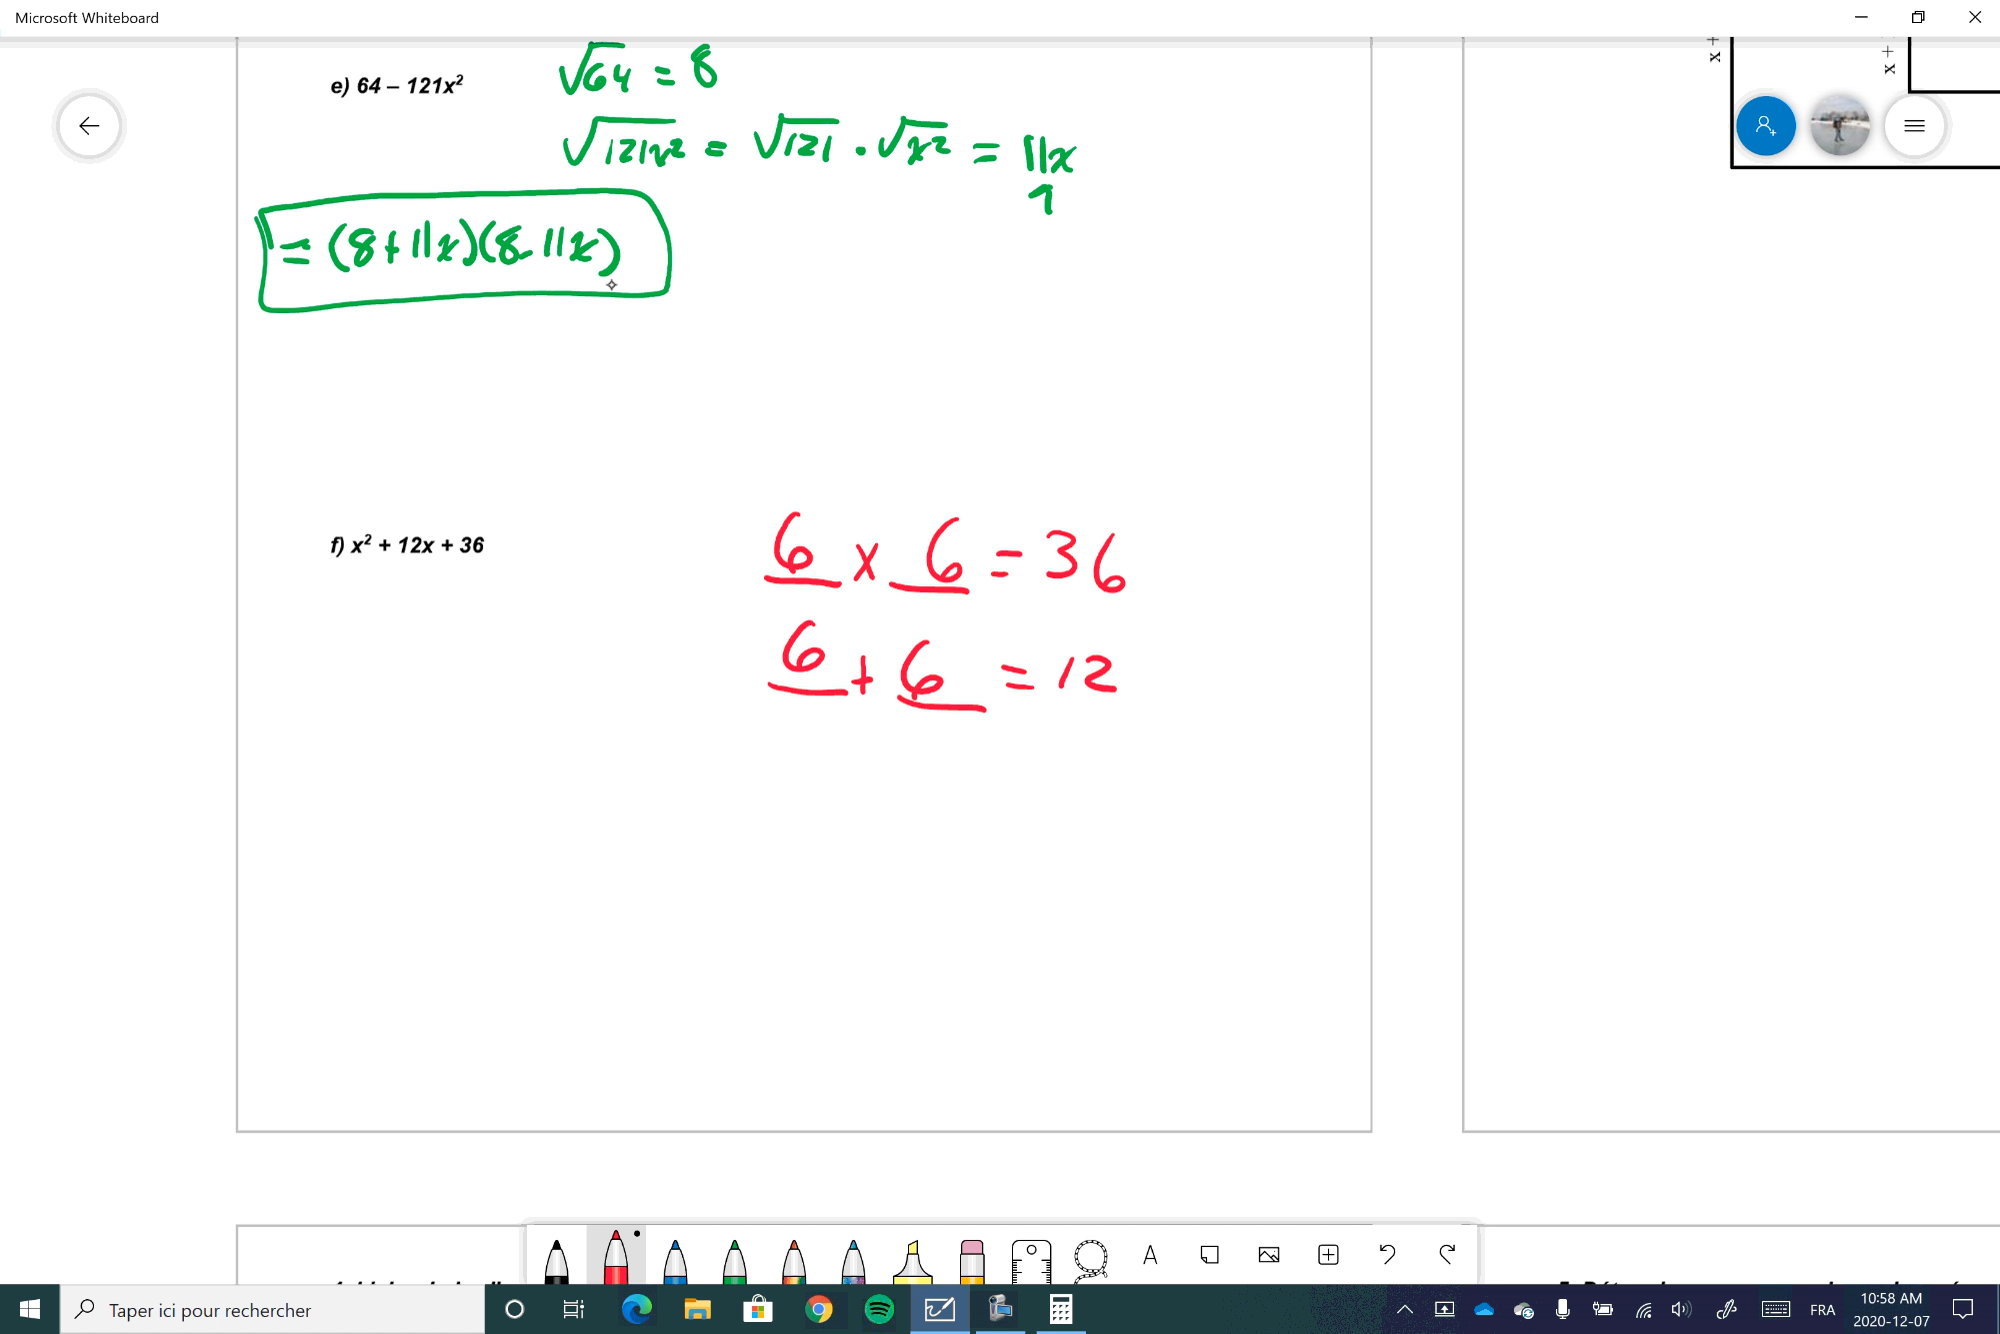 Microsoft Whiteboard
e) 64 – 121x²
√64 = 8
√121x² = √121 · √x² = 11x
1
= (8+11x)(8-11x)
+ x
+ x
f) x² + 12x + 36
6 x 6 = 36
6 + 6 = 12
A
Taper ici pour rechercher
FRA
10:58 AM
2020-12-07